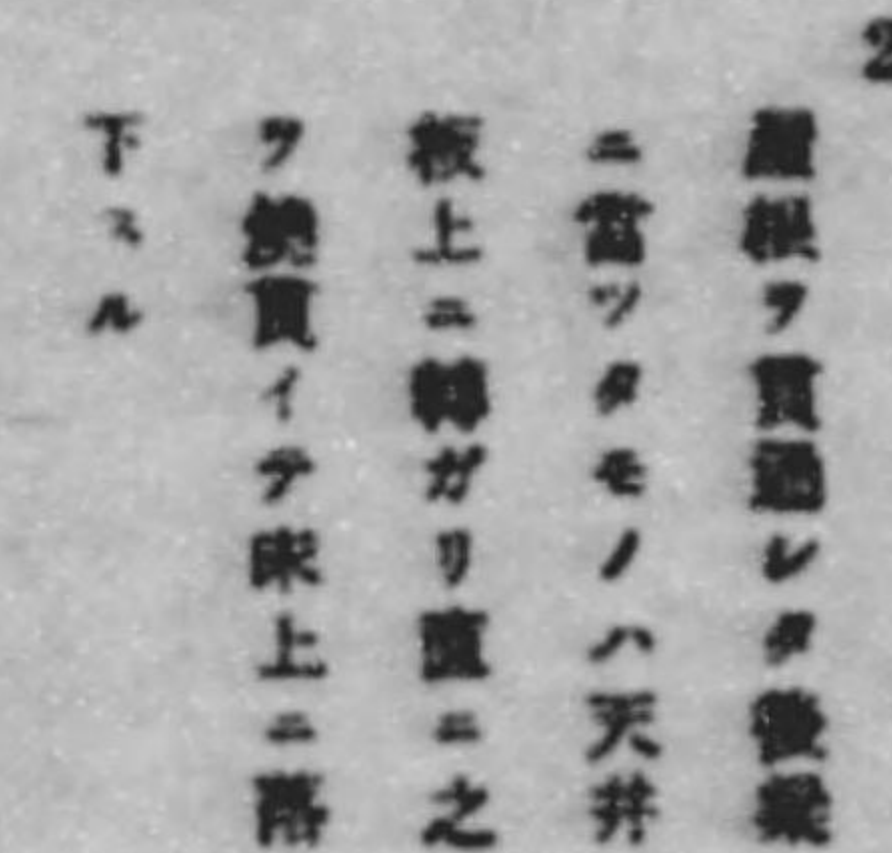 2
屋根ヲ貫通シタ後梁
ニ當ツタモノハ天井
板上ニ轉ガリ直ニ之
ヲ焼貫イテ床上ニ落
下スル